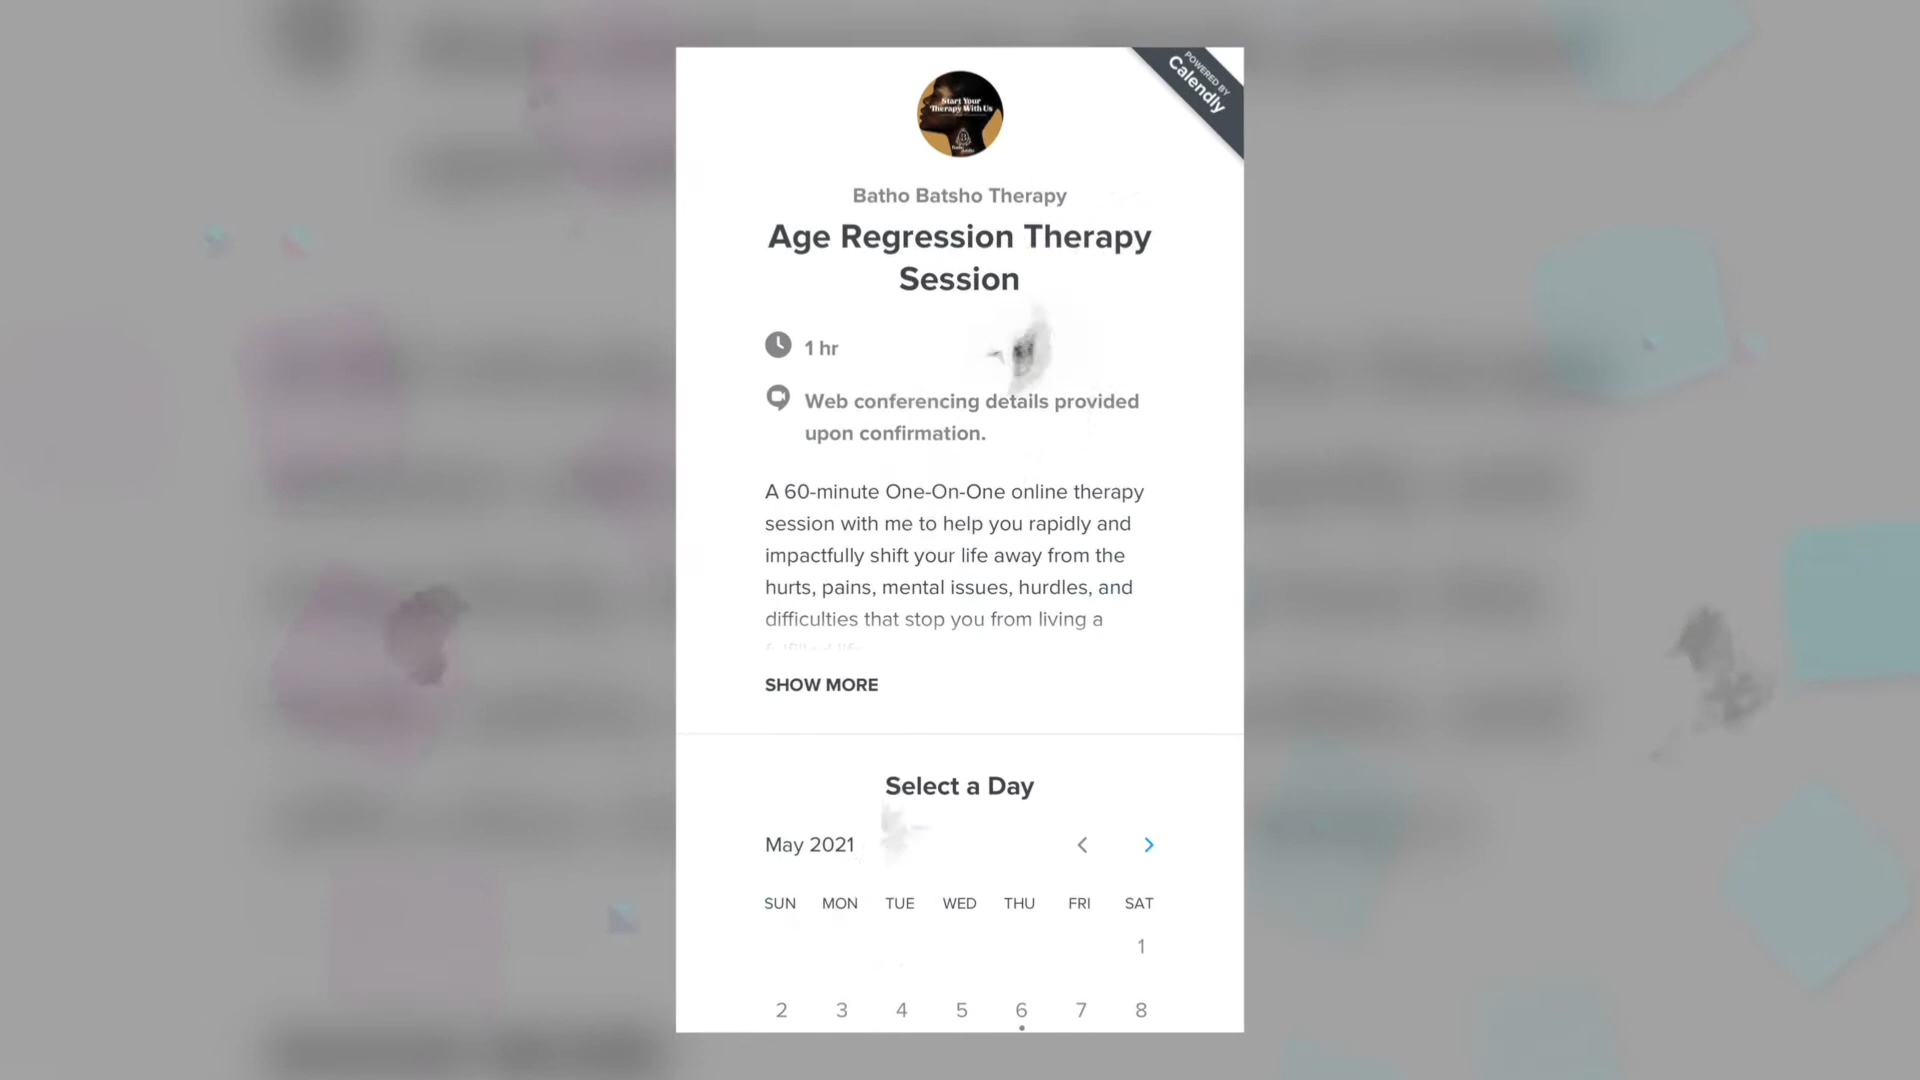 POWERED BY
Calendly
Start Your
Therapy With Us
Batho Batsho Therapy
Age Regression Therapy
Session
1 hr
Web conferencing details provided
upon confirmation.
A 60-minute One-On-One online therapy
session with me to help you rapidly and
impactfully shift your life away from the
hurts, pains, mental issues, hurdles, and
difficulties that stop you from living a
SHOW MORE
Select a Day
May 2021
SUN MON TUE WED THU FRI SAT
1
2 3 4 5 6 7 8